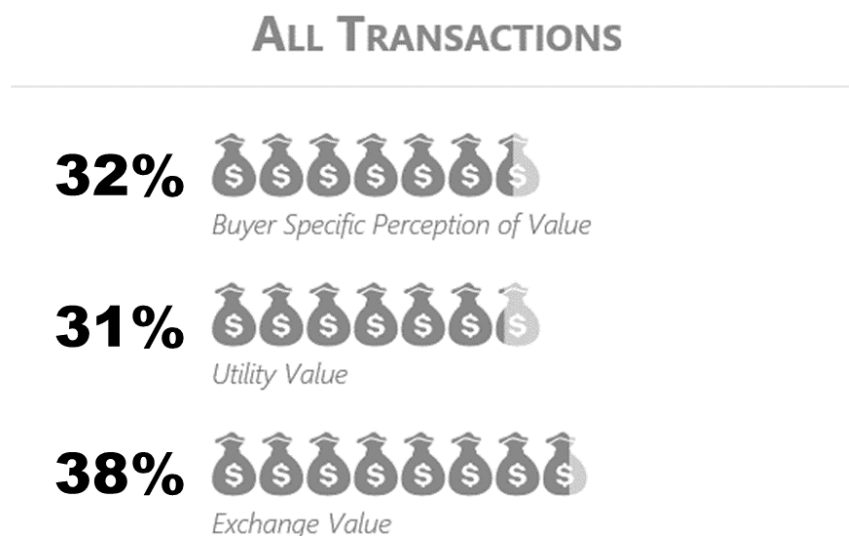 ALL TRANSACTIONS
32% $ $ $ $ $ $ $
Buyer Specific Perception of Value
31% $ $ $ $ $ $ $
Utility Value
38% $ $ $ $ $ $ $ $
Exchange Value